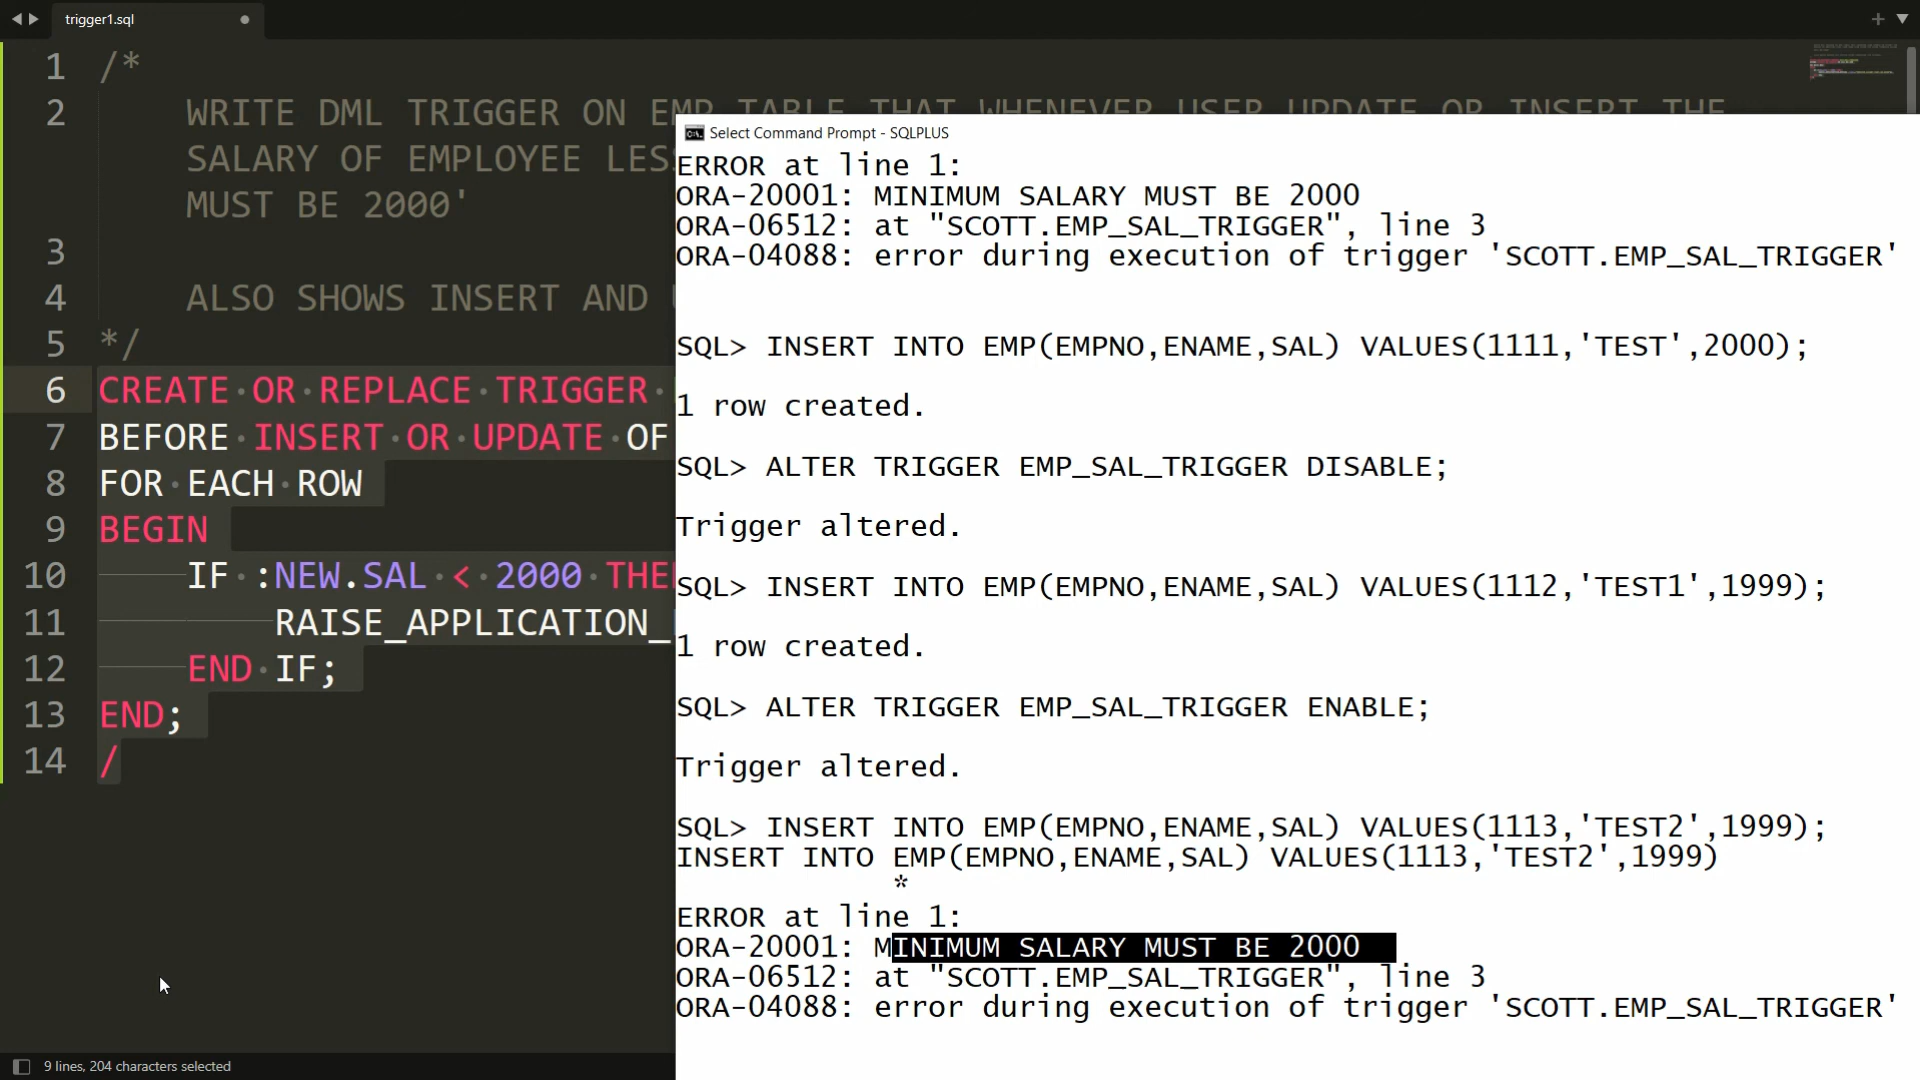 trigger1.sql
1 /*
2 WRITE DML TRIGGER ON EMP TABLE THAT WHENEVER USER UPDATE OR INSERT THE
SALARY OF EMPLOYEE LES
MUST BE 2000'
3
4 ALSO SHOWS INSERT AND
5 */
6 CREATE OR REPLACE TRIGGER
7 BEFORE INSERT OR UPDATE OF
8 FOR EACH ROW
9 BEGIN
10 IF :NEW.SAL < 2000 THE
11 RAISE_APPLICATION_
12 END IF;
13 END;
14 /
9 lines, 204 characters selected
Select Command Prompt - SQLPLUS
ERROR at line 1:
ORA-20001: MINIMUM SALARY MUST BE 2000
ORA-06512: at "SCOTT.EMP_SAL_TRIGGER", line 3
ORA-04088: error during execution of trigger 'SCOTT.EMP_SAL_TRIGGER'
SQL> INSERT INTO EMP(EMPNO,ENAME,SAL) VALUES(1111,'TEST',2000);
1 row created.
SQL> ALTER TRIGGER EMP_SAL_TRIGGER DISABLE;
Trigger altered.
SQL> INSERT INTO EMP(EMPNO,ENAME,SAL) VALUES(1112,'TEST1',1999);
1 row created.
SQL> ALTER TRIGGER EMP_SAL_TRIGGER ENABLE;
Trigger altered.
SQL> INSERT INTO EMP(EMPNO,ENAME,SAL) VALUES(1113,'TEST2',1999);
INSERT INTO EMP(EMPNO,ENAME,SAL) VALUES(1113,'TEST2',1999)
*
ERROR at line 1:
ORA-20001: MINIMUM SALARY MUST BE 2000
ORA-06512: at "SCOTT.EMP_SAL_TRIGGER", line 3
ORA-04088: error during execution of trigger 'SCOTT.EMP_SAL_TRIGGER'